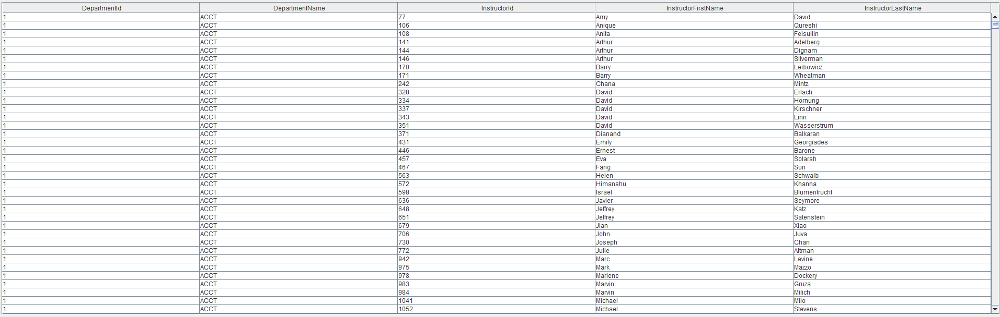 DepartmentId DepartmentName InstructorId InstructorFirstName InstructorLastName
1 ACCT 77 Amy David
1 ACCT 106 Anique Qureshi
1 ACCT 108 Anita Feisullin
1 ACCT 141 Arthur Adelberg
1 ACCT 144 Arthur Dignam
1 ACCT 146 Arthur Silverman
1 ACCT 170 Barry Leibowicz
1 ACCT 171 Barry Wheatman
1 ACCT 242 Chana Mintz
1 ACCT 328 David Erlach
1 ACCT 334 David Hornung
1 ACCT 337 David Kirschner
1 ACCT 343 David Linn
1 ACCT 351 David Wasserstrum
1 ACCT 371 Dianand Balkaran
1 ACCT 431 Emily Georgiades
1 ACCT 446 Ernest Barone
1 ACCT 457 Eva Solarsh
1 ACCT 467 Fang Sun
1 ACCT 563 Helen Schwalb
1 ACCT 572 Himanshu Khanna
1 ACCT 598 Israel Blumenfrucht
1 ACCT 636 Javier Seymore
1 ACCT 648 Jeffrey Katz
1 ACCT 651 Jeffrey Satenstein
1 ACCT 679 Jian Xiao
1 ACCT 706 John Juva
1 ACCT 730 Joseph Chan
1 ACCT 772 Julie Altman
1 ACCT 942 Marc Levine
1 ACCT 975 Mark Mazzo
1 ACCT 978 Marlene Dockery
1 ACCT 983 Marvin Gruza
1 ACCT 984 Marvin Milich
1 ACCT 1041 Michael Milo
1 ACCT 1052 Michael Stevens